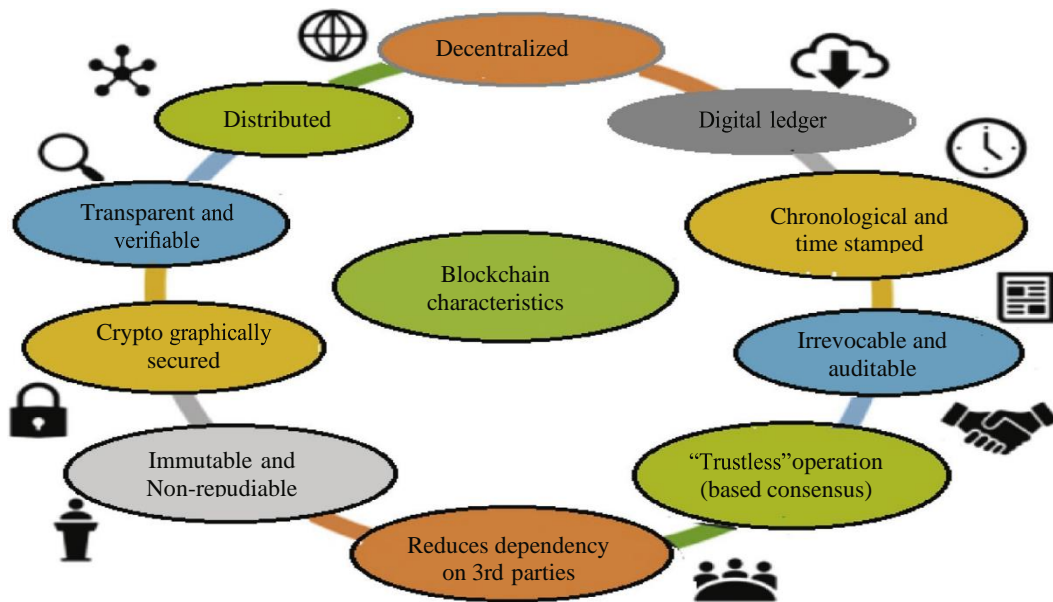 Decentralized
Distributed
Digital ledger
Transparent and
verifiable
Chronological and
time stamped
Blockchain
characteristics
Crypto graphically
secured
Irrevocable and
auditable
Immutable and
Non-repudiable
“Trustless”operation
(based consensus)
Reduces dependency
on 3rd parties